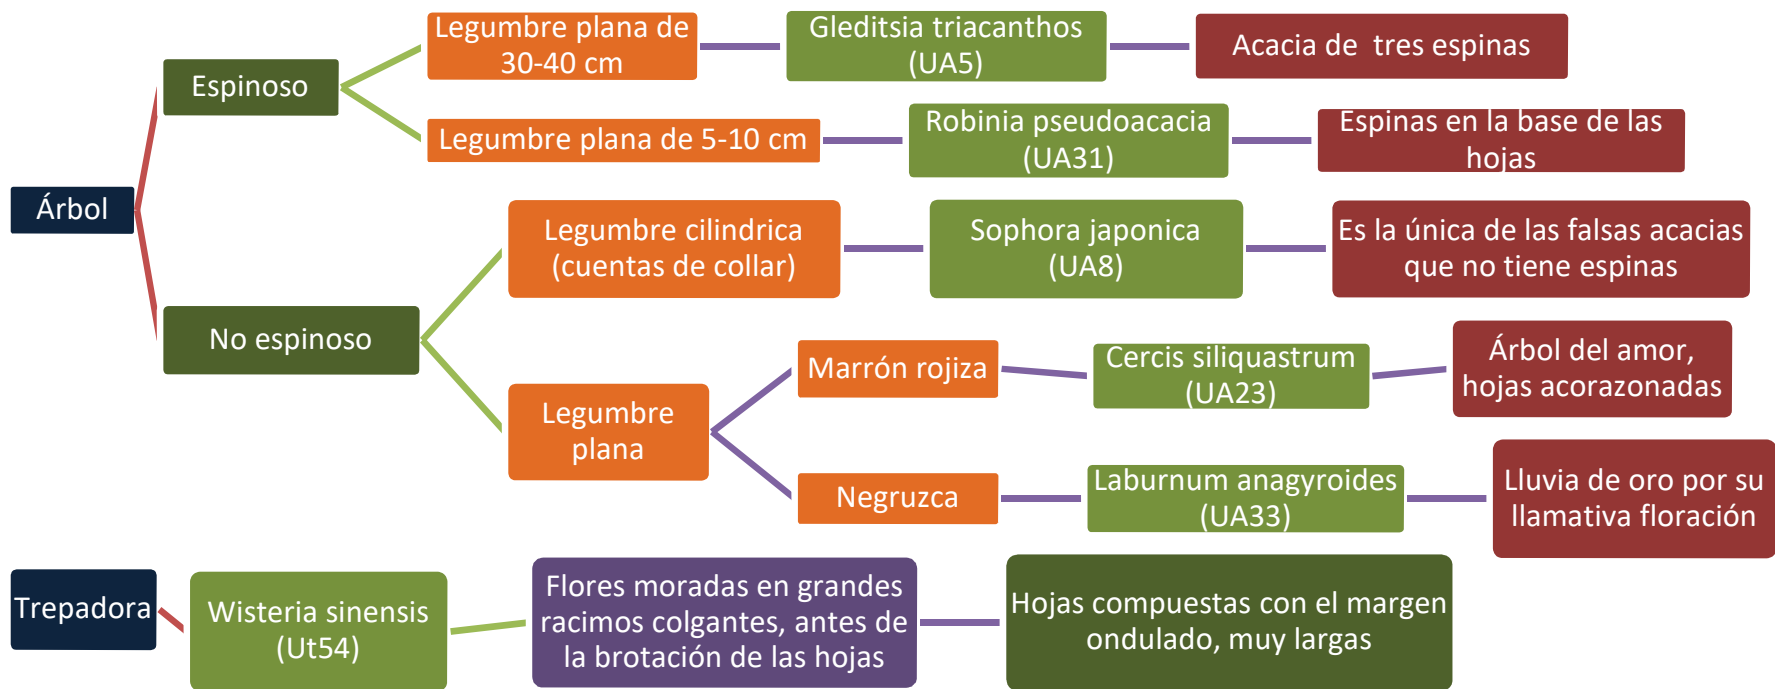 Árbol
Espinoso
Legumbre plana de
30-40 cm
Gleditsia triacanthos
(UA5)
Acacia de tres espinas
Legumbre plana de 5-10 cm
Robinia pseudoacacia
(UA31)
Espinas en la base de las
hojas
No espinoso
Legumbre cilindrica
(cuentas de collar)
Sophora japonica
(UA8)
Es la única de las falsas acacias
que no tiene espinas
Legumbre
plana
Marrón rojiza
Cercis siliquastrum
(UA23)
Árbol del amor,
hojas acorazonadas
Negruzca
Laburnum anagyroides
(UA33)
Lluvia de oro por su
llamativa floración
Trepadora
Wisteria sinensis
(Ut54)
Flores moradas en grandes
racimos colgantes, antes de
la brotación de las hojas
Hojas compuestas con el margen
ondulado, muy largas